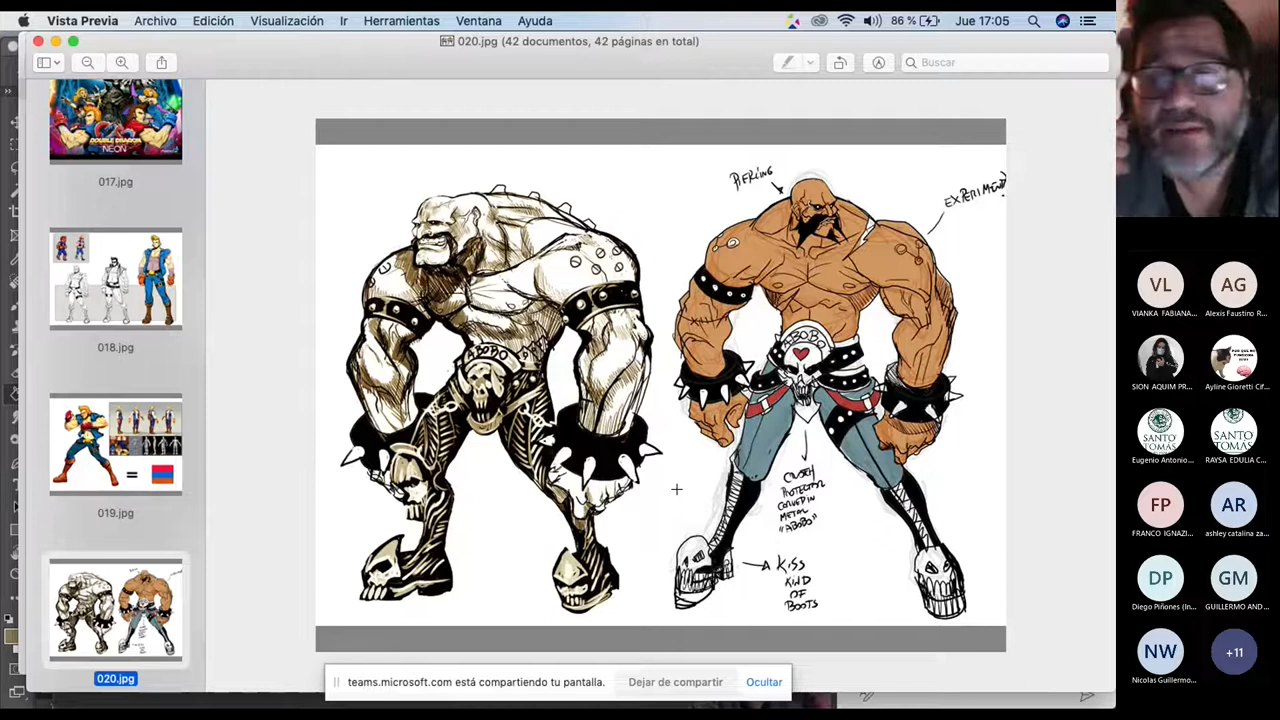 Vista Previa Archivo Edición Visualización Ir Herramientas Ventana Ayuda
86 % Jue 17:05
020.jpg (42 documentos, 42 páginas en total)
Buscar
DOUBLE DRAGON
NEON
017.jpg
018.jpg
=
019.jpg
020.jpg
PIERCING
EXPERIMENT
ABOBO
ABOBO
CRUSH
PROTECTOR
METAL
"ABOBO"
A KISS
KIND
OF
BOOTS
teams.microsoft.com está compartiendo tu pantalla. Dejar de compartir Ocultar
VL AG
VIANKA FABIANA... Alexis Faustino R...
SION AQUIM PR... Ayline Gioretti Cif...
SANTO TOMÁS SANTO TOMÁS
Eugenio Antonio... RAYSA EDULIA C...
FP AR
FRANCO IGNAZI... ashley catalina za...
DP GM
Diego Piñones (In... GUILLERMO AND...
NW +11
Nicolas Guillermo...